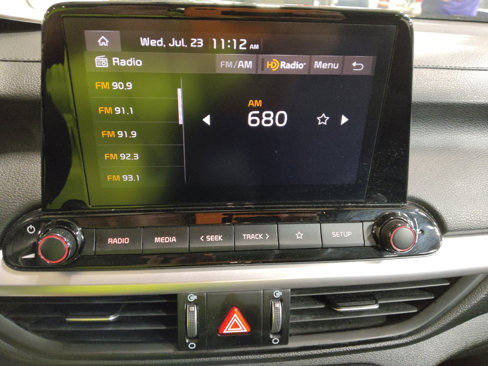 Wed, Jul, 23 11:12 AM
Radio FM/AM HD Radio Menu
FM 90.9
FM 91.1
FM 91.9
FM 92.3
FM 93.1
AM
680
RADIO MEDIA < SEEK TRACK > SETUP